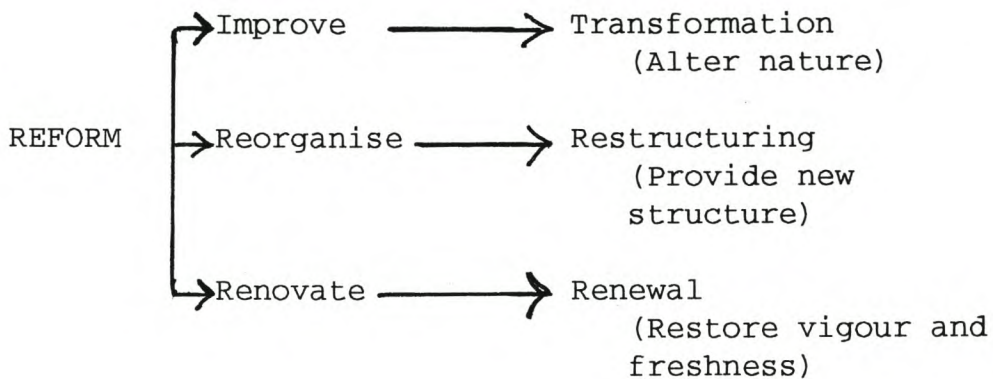 Improve Transformation
(Alter nature)
REFORM Reorganise Restructuring
(Provide new
structure)
Renovate Renewal
(Restore vigour and
freshness)